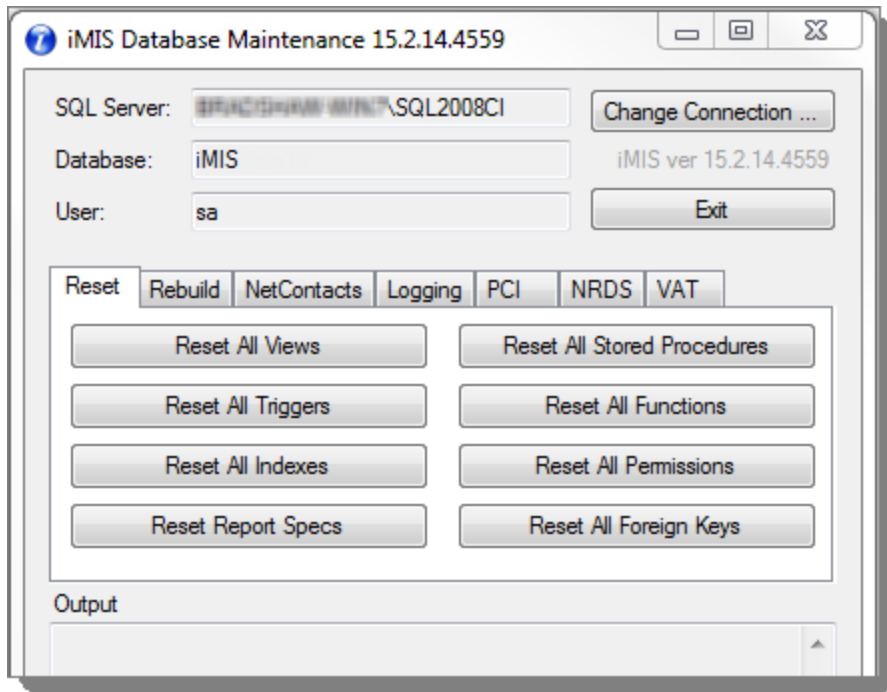 iMIS Database Maintenance 15.2.14.4559
SQL Server: \SQL2008CI Change Connection ...
Database: iMIS iMIS ver 15.2.14.4559
User: sa Exit
Reset Rebuild NetContacts Logging PCI NRDS VAT
Reset All Views Reset All Stored Procedures
Reset All Triggers Reset All Functions
Reset All Indexes Reset All Permissions
Reset Report Specs Reset All Foreign Keys
Output